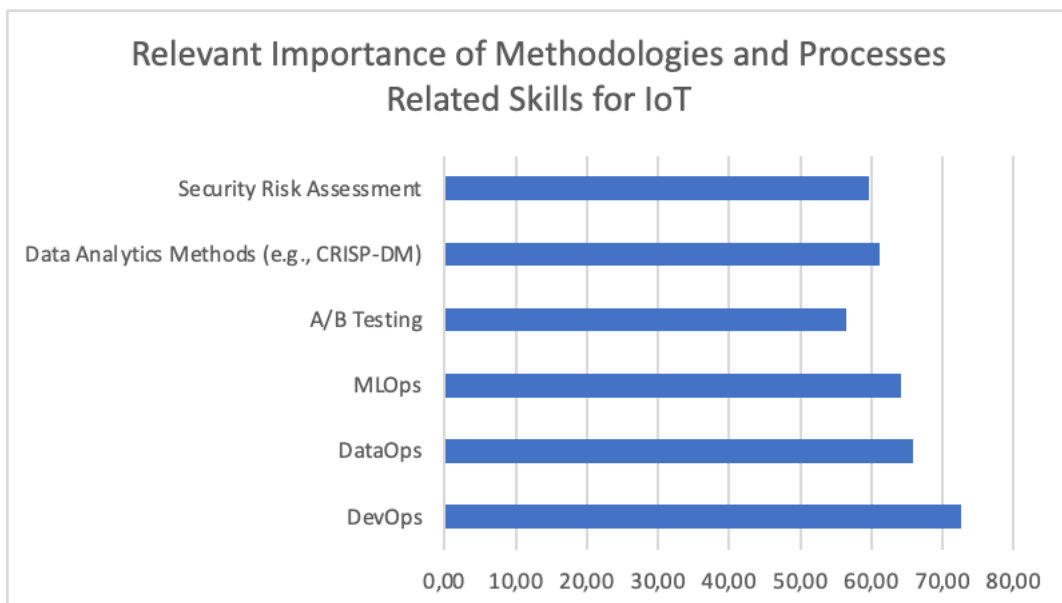 Relevant Importance of Methodologies and Processes
Related Skills for IoT
Security Risk Assessment
Data Analytics Methods (e.g., CRISP-DM)
A/B Testing
MLOps
DataOps
DevOps
0,00 10,00 20,00 30,00 40,00 50,00 60,00 70,00 80,00